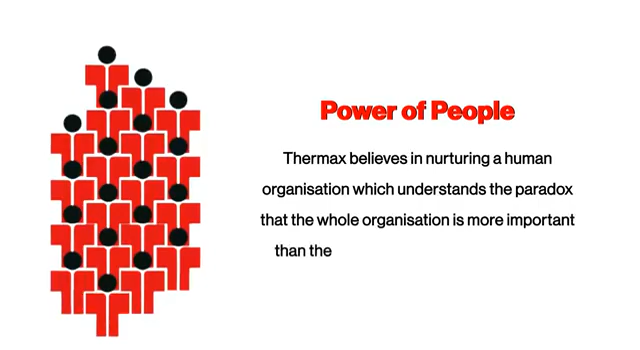 Power of People
Thermax believes in nurturing a human
organisation which understands the paradox
that the whole organisation is more important
than the